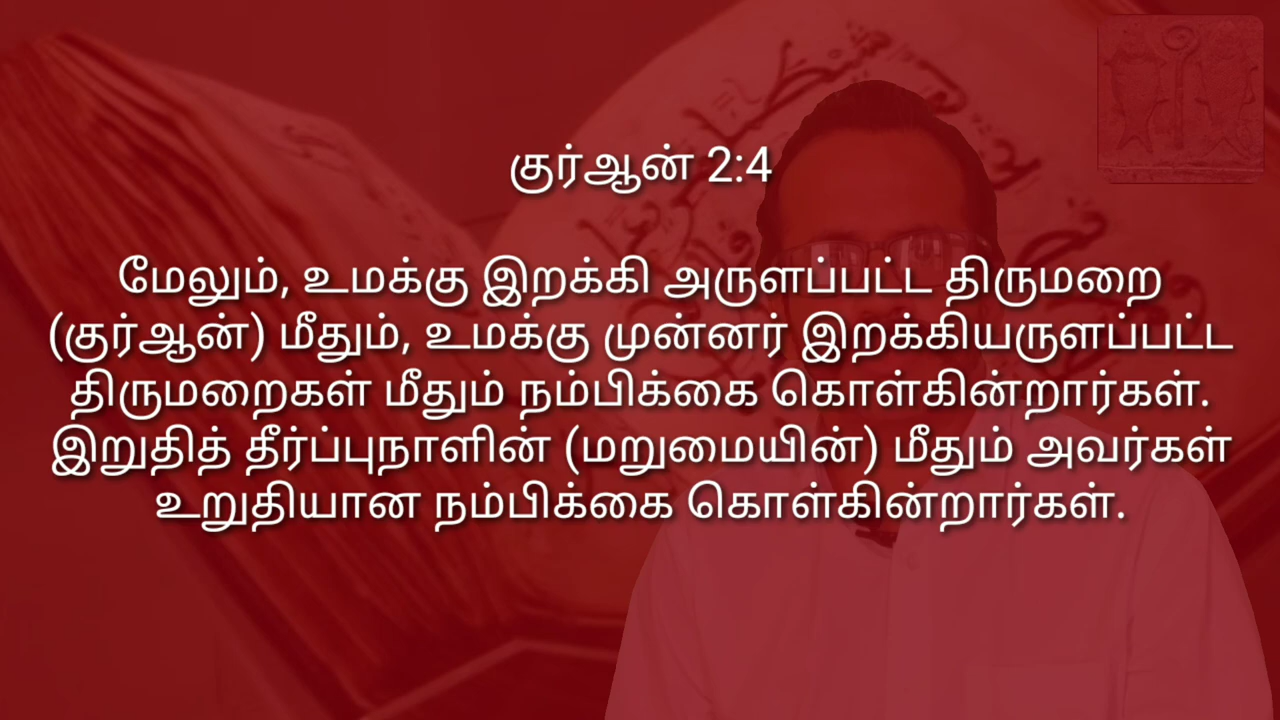 குர்ஆன் 2:4
மேலும், உமக்கு இறக்கி அருளப்பட்ட திருமறை
(குர்ஆன்) மீதும், உமக்கு முன்னர் இறக்கியருளப்பட்ட
திருமறைகள் மீதும் நம்பிக்கை கொள்கின்றார்கள்.
இறுதித் தீர்ப்புநாளின் (மறுமையின்) மீதும் அவர்கள்
உறுதியான நம்பிக்கை கொள்கின்றார்கள்.